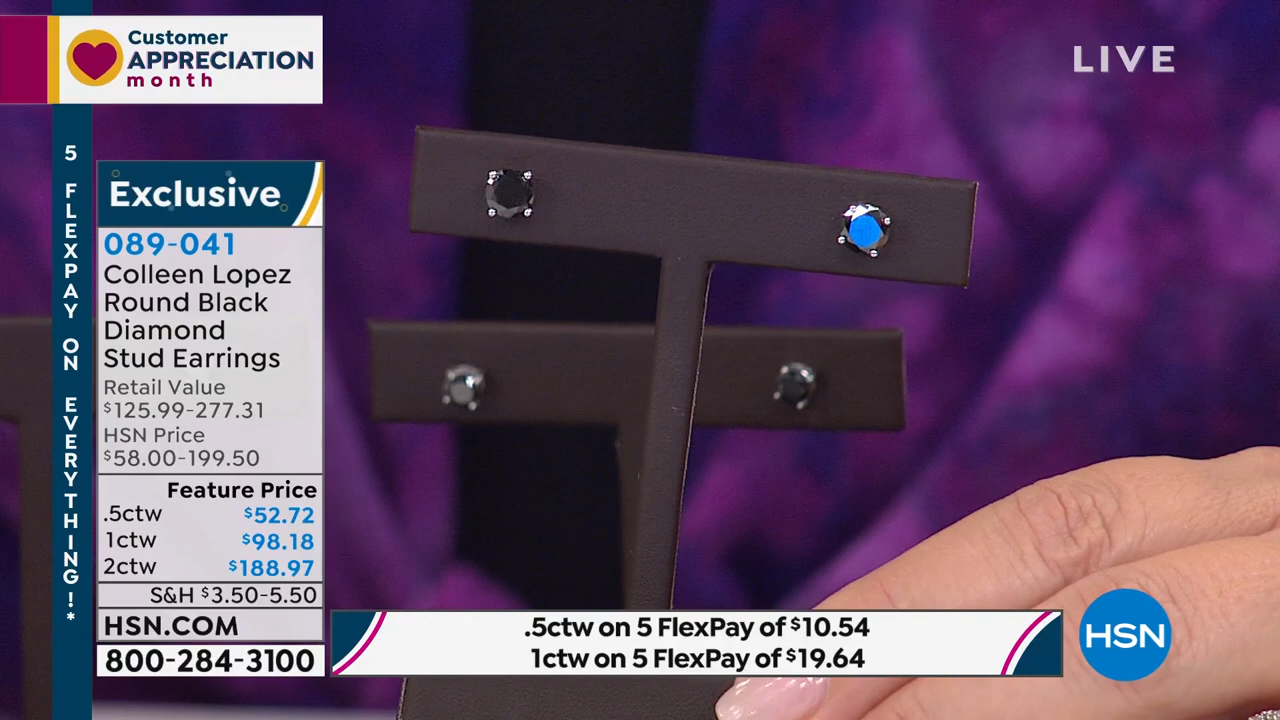 Customer
APPRECIATION
month
LIVE
5 FLEXPAY ON EVERYTHING!*
Exclusive
089-041
Colleen Lopez
Round Black
Diamond
Stud Earrings
Retail Value
$125.99-277.31
HSN Price
$58.00-199.50
Feature Price
.5ctw $52.72
1ctw $98.18
2ctw $188.97
S&H $3.50-5.50
HSN.COM
800-284-3100
.5ctw on 5 FlexPay of $10.54
1ctw on 5 FlexPay of $19.64
HSN